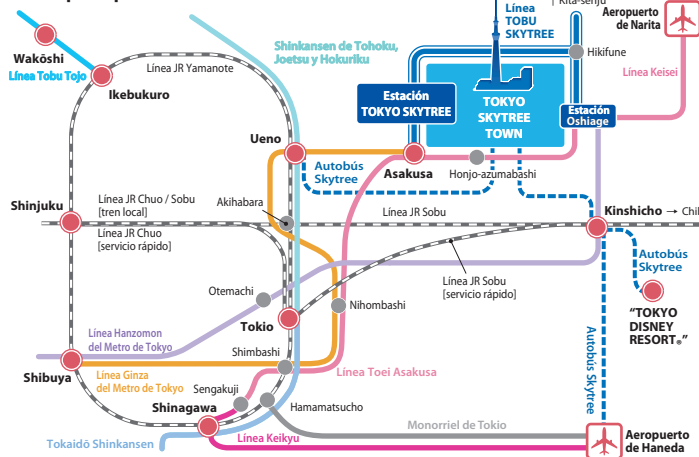 Kita-senju
Línea
TOBU
SKYTREE
Aeropuerto
de Narita
Wakōshi
Línea Tobu Tojo
Ikebukuro
Línea JR Yamanote
Shinkansen de Tohoku,
Joetsu y Hokuriku
Hikifune
Línea Keisei
Estación
TOKYO SKYTREE
TOKYO
SKYTREE
TOWN
Estación
Oshiage
Ueno
Autobús
Skytree
Asakusa
Honjo-azumabashi
Shinjuku
Línea JR Chuo / Sobu
[tren local]
Línea JR Chuo
[servicio rápido]
Akihabara
Línea JR Sobu
Kinshicho →
Autobús
Skytree
Línea JR Sobu
[servicio rápido]
Otemachi
Tokio
Nihombashi
"TOKYO
DISNEY
RESORT®"
Línea Hanzomon
del Metro de Tokyo
Shimbashi
Autobús Skytree
Shibuya
Línea Ginza
del Metro de Tokyo
Línea Toei Asakusa
Sengakuji
Shinagawa
Hamamatsucho
Monorriel de Tokio
Tokaidō Shinkansen
Línea Keikyu
Aeropuerto
de Haneda